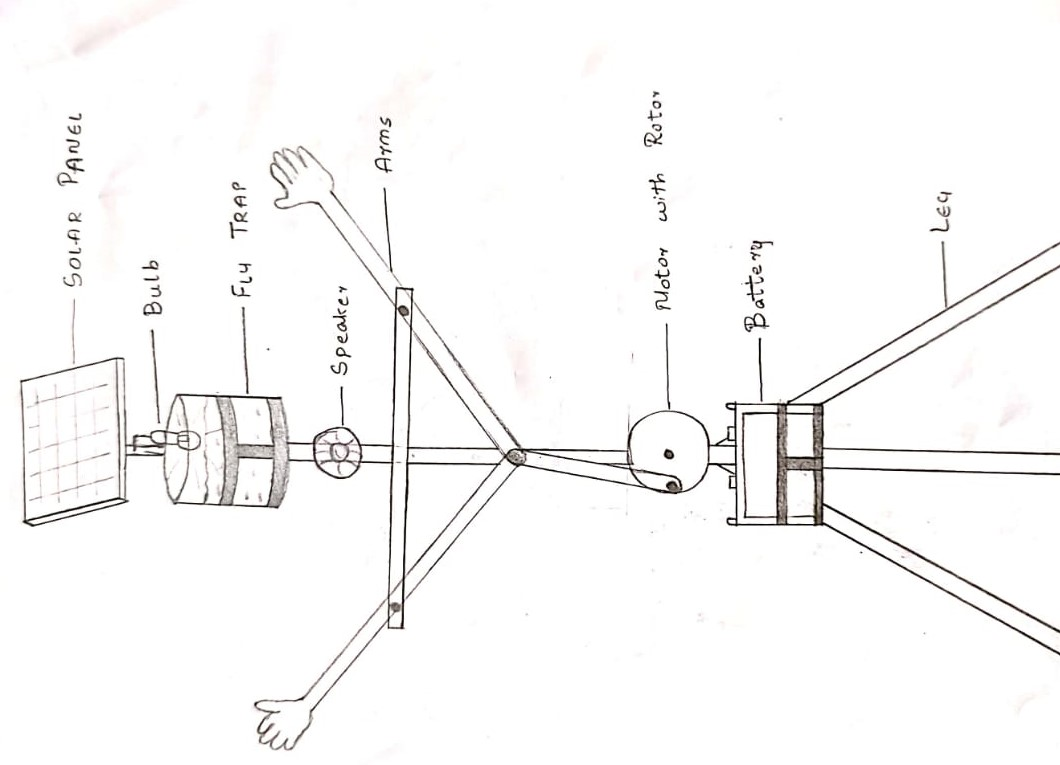 SOLAR PANEL
Bulb
FLY TRAP
Speaker
Arms
Motor with Rotor
Battery
LEG